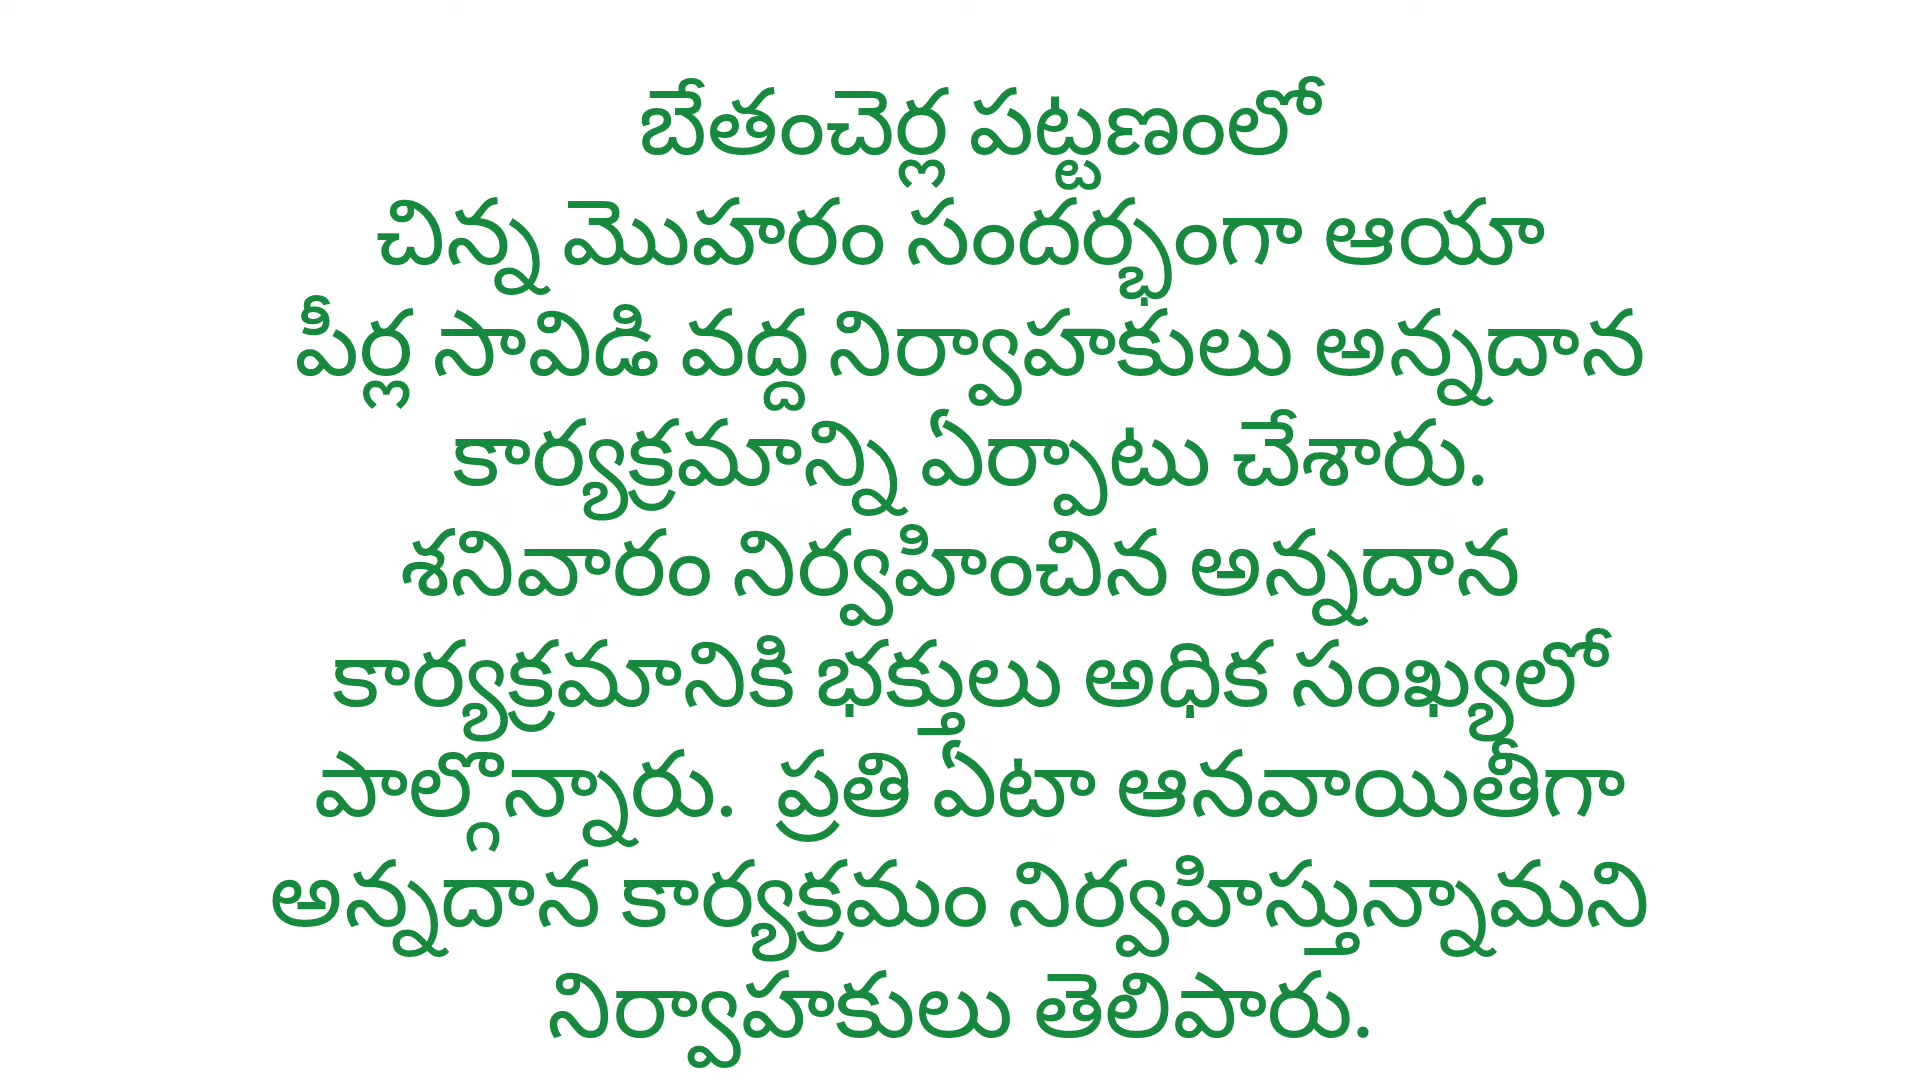 బేతంచెర్ల పట్టణంలో
చిన్న మొహరం సందర్భంగా ఆయా
పీర్ల సావిడి వద్ద నిర్వాహకులు అన్నదాన
కార్యక్రమాన్ని ఏర్పాటు చేశారు.
శనివారం నిర్వహించిన అన్నదాన
కార్యక్రమానికి భక్తులు అధిక సంఖ్యలో
పాల్గొన్నారు.  ప్రతి ఏటా ఆనవాయితీగా
అన్నదాన కార్యక్రమం నిర్వహిస్తున్నామని
నిర్వాహకులు తెలిపారు.